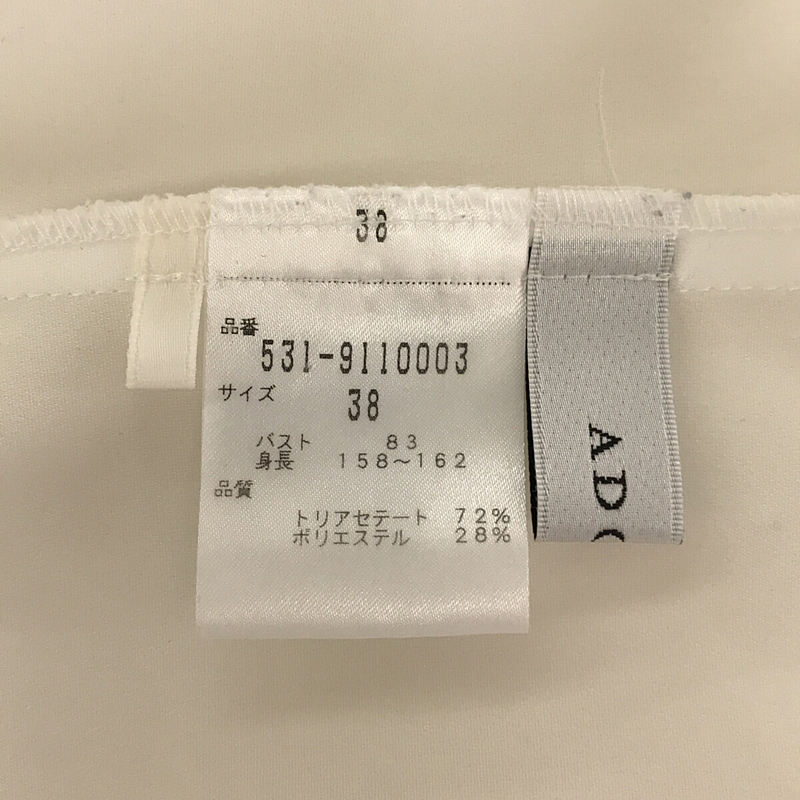 38
品番
531-9110003
サイズ
38
バスト 83
身長 158～162
品質
トリアセテート 72%
ポリエステル 28%
AD